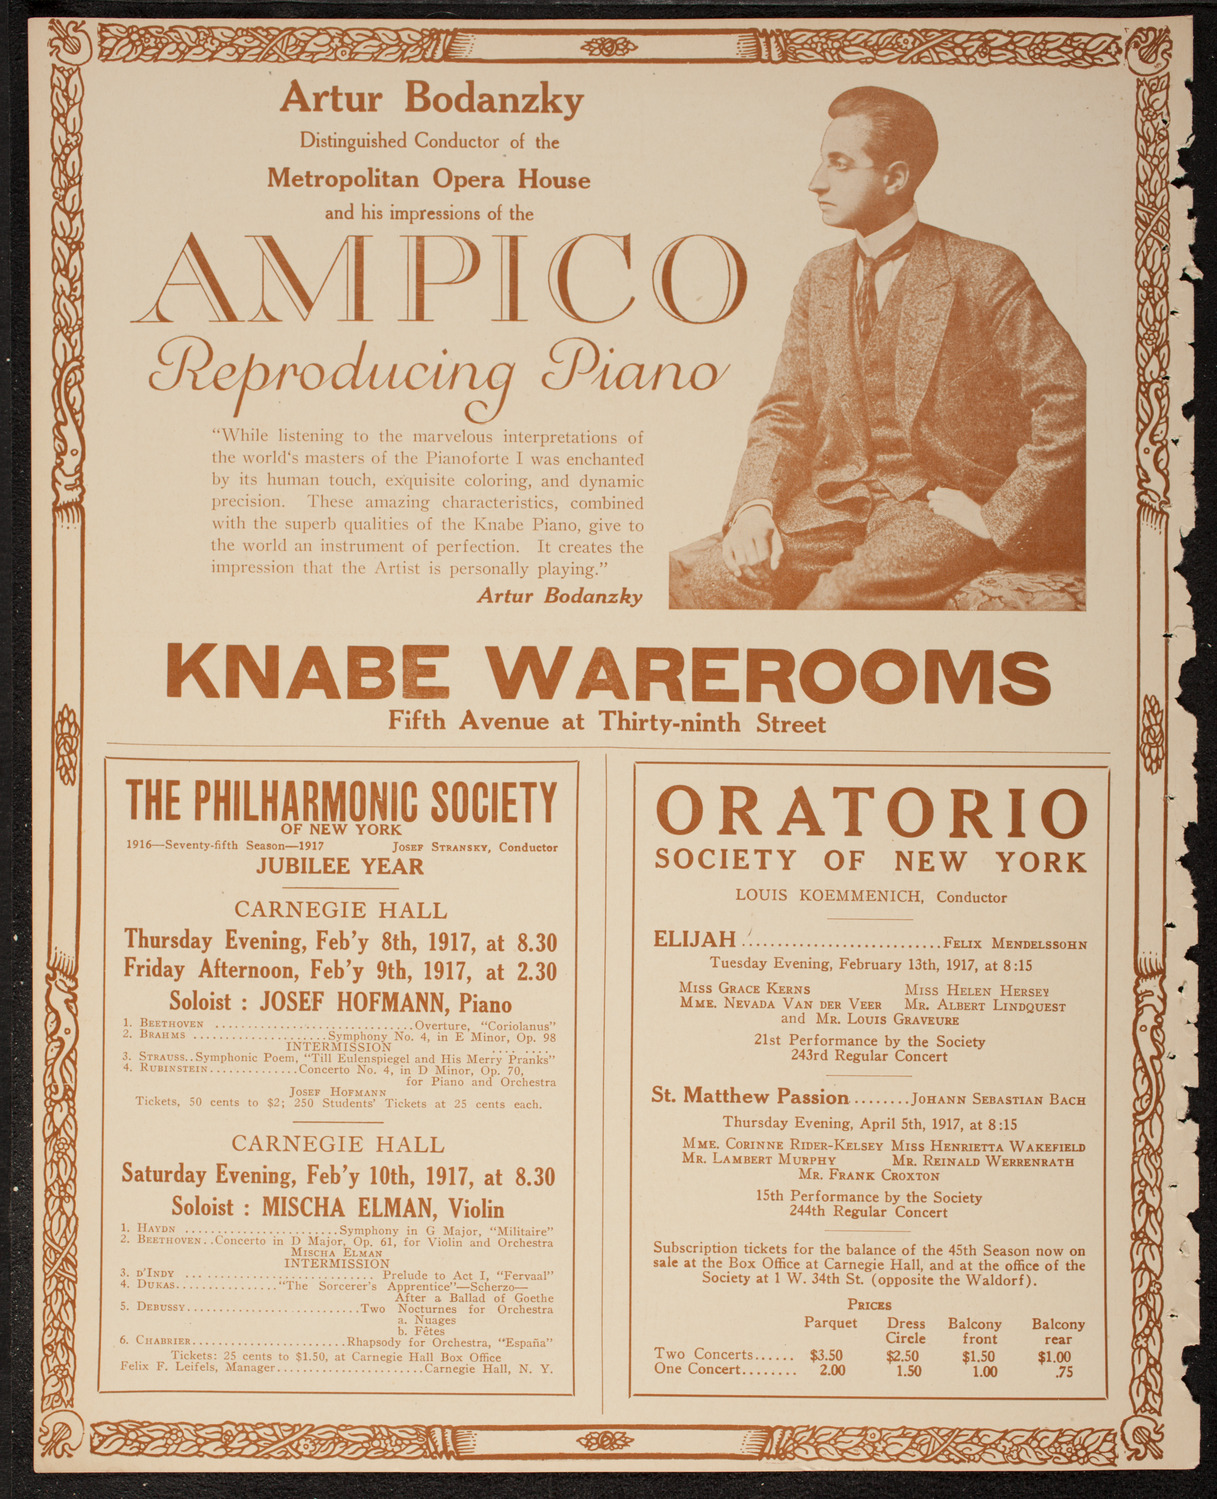 Artur Bodanzky
Distinguished Conductor of the
Metropolitan Opera House
and his impressions of the
AMPICO
Reproducing Piano
“While listening to the marvelous interpretations of
the world's masters of the Pianoforte I was enchanted
by its human touch, exquisite coloring, and dynamic
precision. These amazing characteristics, combined
with the superb qualities of the Knabe Piano, give to
the world an instrument of perfection. It creates the
impression that the Artist is personally playing.”
Artur Bodanzky
KNABE WAREROOMS
Fifth Avenue at Thirty-ninth Street
THE PHILHARMONIC SOCIETY
OF NEW YORK
1916—Seventy-fifth Season—1917 JOSEF STRANSKY, Conductor
JUBILEE YEAR
CARNEGIE HALL
Thursday Evening, Feb'y 8th, 1917, at 8.30
Friday Afternoon, Feb'y 9th, 1917, at 2.30
Soloist : JOSEF HOFMANN, Piano
1. BEETHOVEN ..............................Overture, “Coriolanus”
2. BRAHMS .....................Symphony No. 4, in E Minor, Op. 98
INTERMISSION
3. STRAUSS..Symphonic Poem, “Till Eulenspiegel and His Merry Pranks”
4. RUBINSTEIN..............Concerto No. 4, in D Minor, Op. 70,
for Piano and Orchestra
JOSEF HOFMANN
Tickets, 50 cents to $2; 250 Students' Tickets at 25 cents each.
CARNEGIE HALL
Saturday Evening, Feb'y 10th, 1917, at 8.30
Soloist : MISCHA ELMAN, Violin
1. HAYDN ........................Symphony in G Major, “Militaire”
2. BEETHOVEN..Concerto in D Major, Op. 61, for Violin and Orchestra
MISCHA ELMAN
INTERMISSION
3. D'INDY ............................. Prelude to Act I, “Fervaal”
4. DUKAS................“The Sorcerer's Apprentice”—Scherzo—
After a Ballad of Goethe
5. DEBUSSY...........................Two Nocturnes for Orchestra
a. Nuages
b. Fêtes
6. CHABRIER........................Rhapsody for Orchestra, “España”
Tickets: 25 cents to $1.50, at Carnegie Hall Box Office
Felix F. Leifels, Manager.......................Carnegie Hall, N. Y.
ORATORIO
SOCIETY OF NEW YORK
LOUIS KOEMMENICH, Conductor
ELIJAH ............................FELIX MENDELSSOHN
Tuesday Evening, February 13th, 1917, at 8:15
MISS GRACE KERNS MISS HELEN HERSEY
MME. NEVADA VAN DER VEER MR. ALBERT LINDQUEST
and MR. LOUIS GRAVEURE
21st Performance by the Society
243rd Regular Concert
St. Matthew Passion ........JOHANN SEBASTIAN BACH
Thursday Evening, April 5th, 1917, at 8:15
MME. CORINNE RIDER-KELSEY MISS HENRIETTA WAKEFIELD
MR. LAMBERT MURPHY MR. REINALD WERRENRATH
MR. FRANK CROXTON
15th Performance by the Society
244th Regular Concert
Subscription tickets for the balance of the 45th Season now on
sale at the Box Office at Carnegie Hall, and at the office of the
Society at 1 W. 34th St. (opposite the Waldorf).
PRICES
Parquet Dress Balcony Balcony
Circle front rear
Two Concerts...... $3.50 $2.50 $1.50 $1.00
One Concert........ 2.00 1.50 1.00 .75